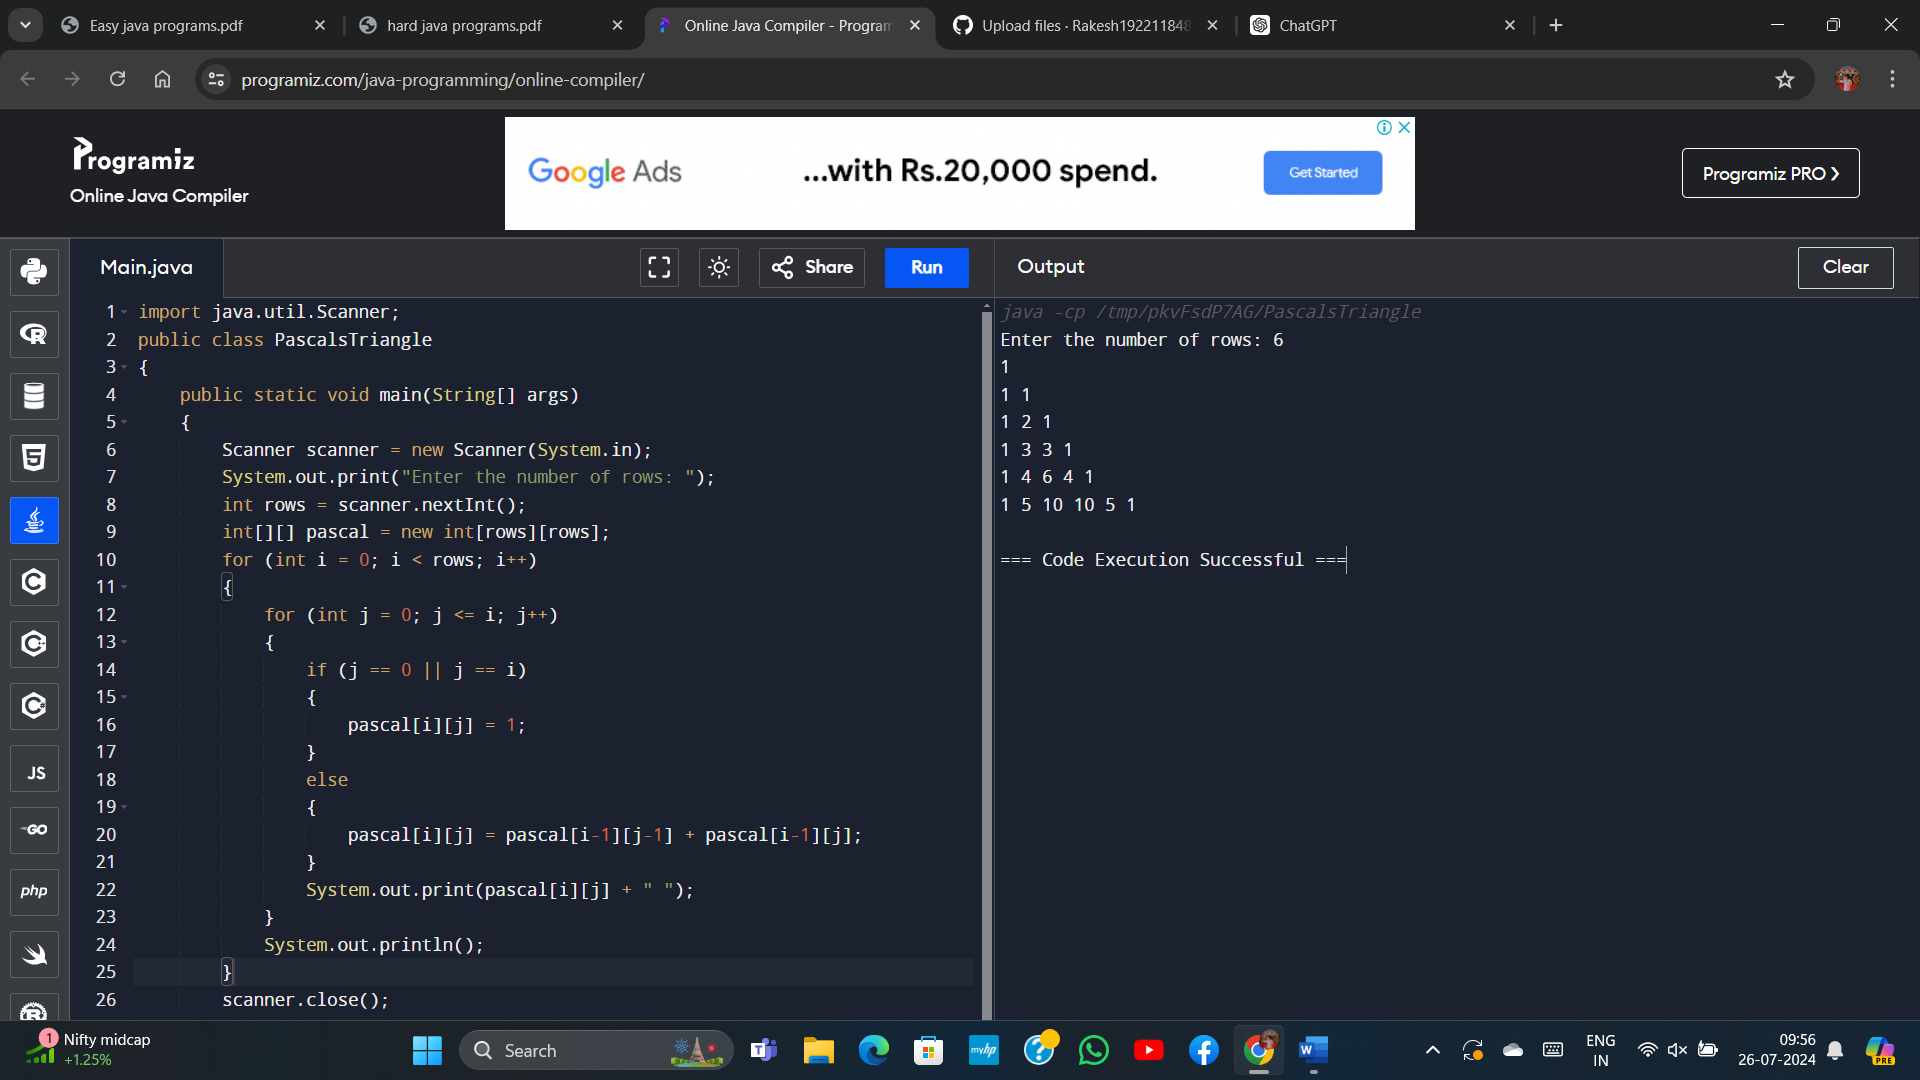 Easy java programs.pdf
hard java programs.pdf
Online Java Compiler - Program
Upload files · Rakesh192211848
ChatGPT
programiz.com/java-programming/online-compiler/
Programiz
Online Java Compiler
Google Ads
...with Rs.20,000 spend.
Get Started
Programiz PRO ❯
Main.java
Share
Run
Output
Clear
1 import java.util.Scanner;
2 public class PascalsTriangle
3 {
4     public static void main(String[] args)
5     {
6         Scanner scanner = new Scanner(System.in);
7         System.out.print("Enter the number of rows: ");
8         int rows = scanner.nextInt();
9         int[][] pascal = new int[rows][rows];
10         for (int i = 0; i < rows; i++)
11         {
12             for (int j = 0; j <= i; j++)
13             {
14                 if (j == 0 || j == i)
15                 {
16                     pascal[i][j] = 1;
17                 }
18                 else
19                 {
20                     pascal[i][j] = pascal[i-1][j-1] + pascal[i-1][j];
21                 }
22                 System.out.print(pascal[i][j] + " ");
23             }
24             System.out.println();
25         }
26         scanner.close();
java -cp /tmp/pkvFsdP7AG/PascalsTriangle
Enter the number of rows: 6
1
1 1
1 2 1
1 3 3 1
1 4 6 4 1
1 5 10 10 5 1
=== Code Execution Successful ===
JS
GO
php
1
Nifty midcap
+1.25%
Search
myhp
ENG
IN
09:56
26-07-2024
PRE